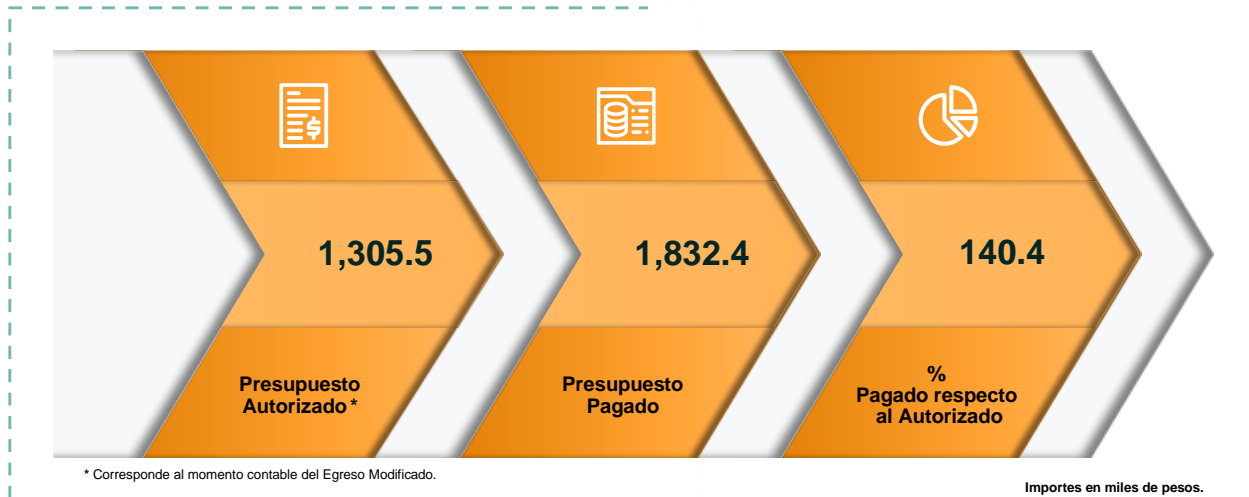 1,305.5
1,832.4
140.4
Presupuesto
Autorizado *
Presupuesto
Pagado
%
Pagado respecto
al Autorizado
* Corresponde al momento contable del Egreso Modificado.
Importes en miles de pesos.